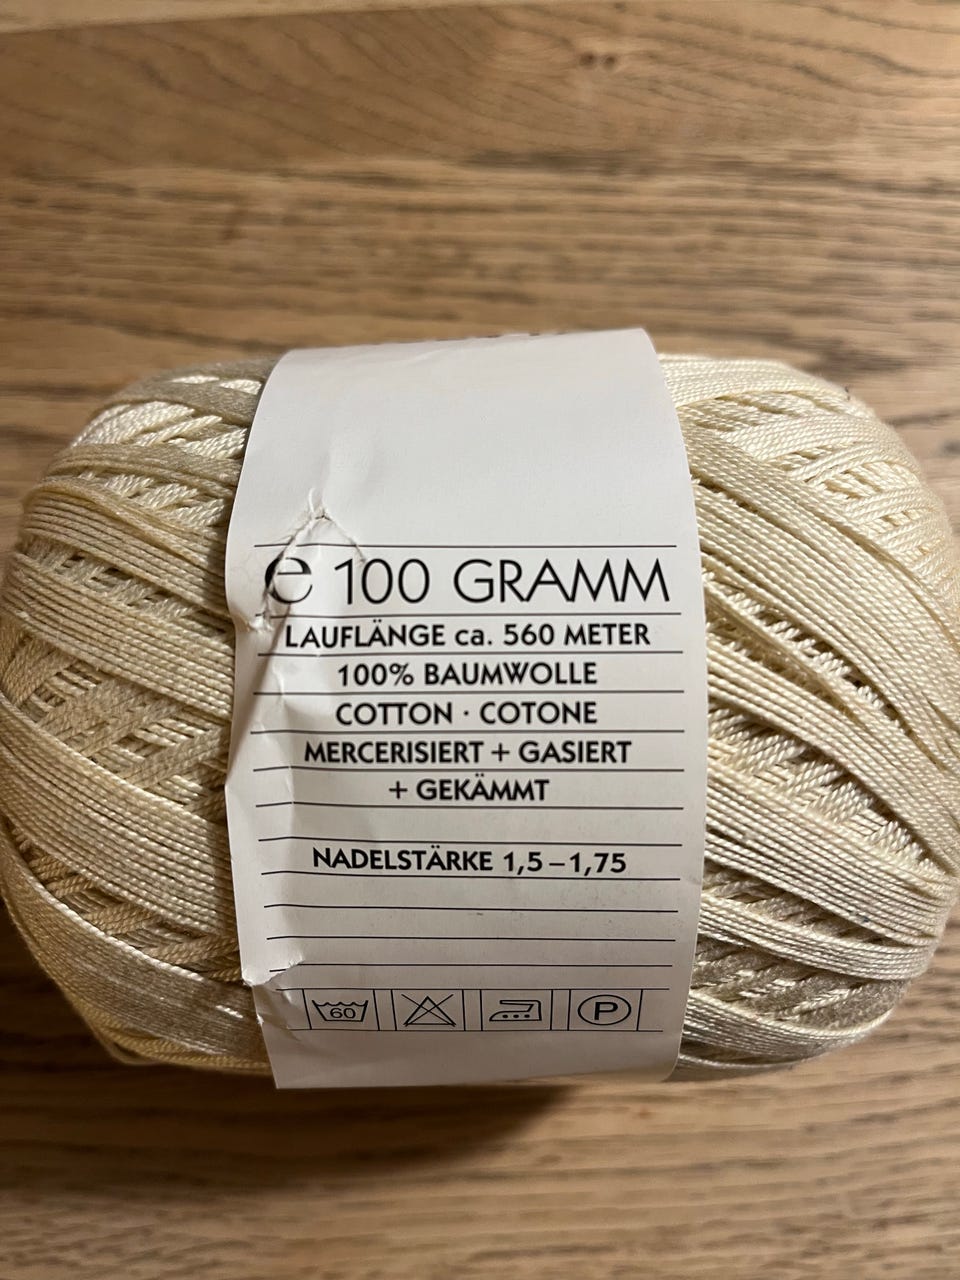 ℮ 100 GRAMM
LAUFLÄNGE ca. 560 METER
100% BAUMWOLLE
COTTON · COTONE
MERCERISIERT + GASIERT
+ GEKÄMMT
NADELSTÄRKE 1,5–1,75
60 P